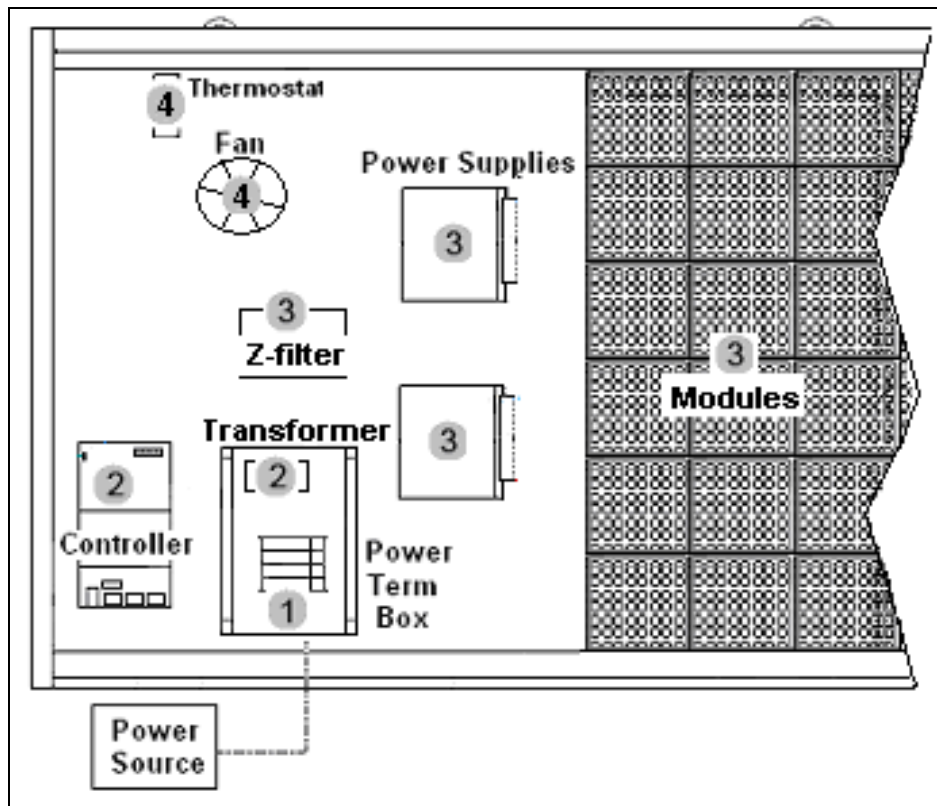 Thermostat
4
Fan
4
Power Supplies
3
3
Z-filter
3
Modules
Transformer
3
2
2
Controller
Power
Term
Box
1
Power
Source